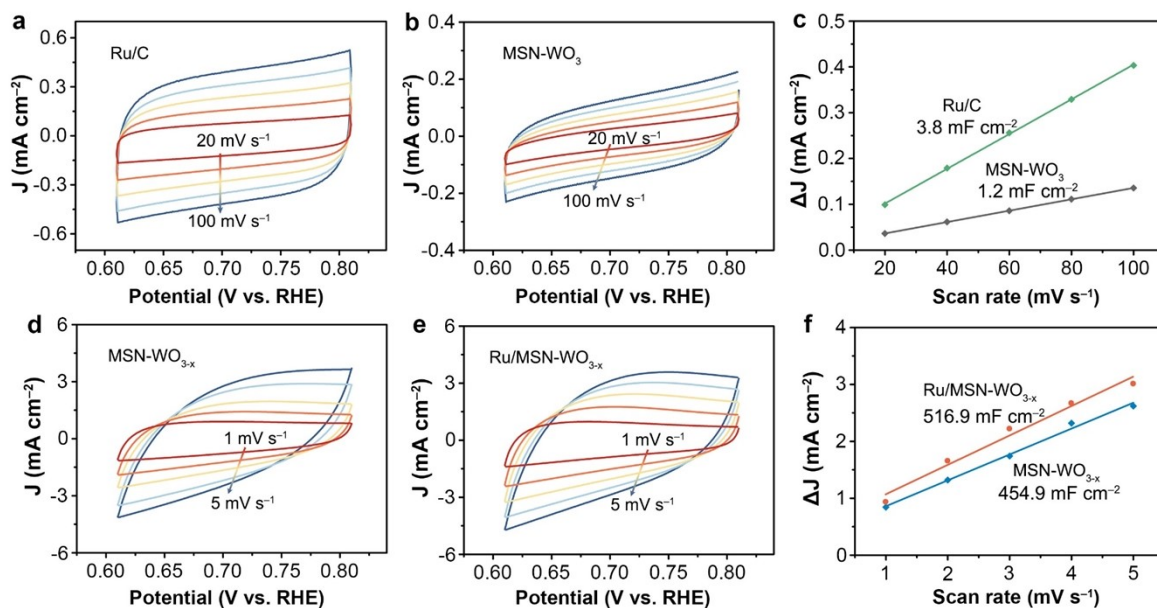 a
Ru/C
J (mA cm⁻²)
0.6
0.3
0.0
-0.3
-0.6
20 mV s⁻¹
100 mV s⁻¹
0.60 0.65 0.70 0.75 0.80
Potential (V vs. RHE)
b
MSN-WO₃
J (mA cm⁻²)
0.4
0.2
0.0
-0.2
-0.4
20 mV s⁻¹
100 mV s⁻¹
0.60 0.65 0.70 0.75 0.80
Potential (V vs. RHE)
c
ΔJ (mA cm⁻²)
0.5
0.4
0.3
0.2
0.1
0.0
Ru/C
3.8 mF cm⁻²
MSN-WO₃
1.2 mF cm⁻²
20 40 60 80 100
Scan rate (mV s⁻¹)
d
MSN-WO₃₋ₓ
J (mA cm⁻²)
6
3
0
-3
-6
1 mV s⁻¹
5 mV s⁻¹
0.60 0.65 0.70 0.75 0.80
Potential (V vs. RHE)
e
Ru/MSN-WO₃₋ₓ
J (mA cm⁻²)
6
3
0
-3
-6
1 mV s⁻¹
5 mV s⁻¹
0.60 0.65 0.70 0.75 0.80
Potential (V vs. RHE)
f
ΔJ (mA cm⁻²)
4
3
2
1
0
Ru/MSN-WO₃₋ₓ
516.9 mF cm⁻²
MSN-WO₃₋ₓ
454.9 mF cm⁻²
1 2 3 4 5
Scan rate (mV s⁻¹)